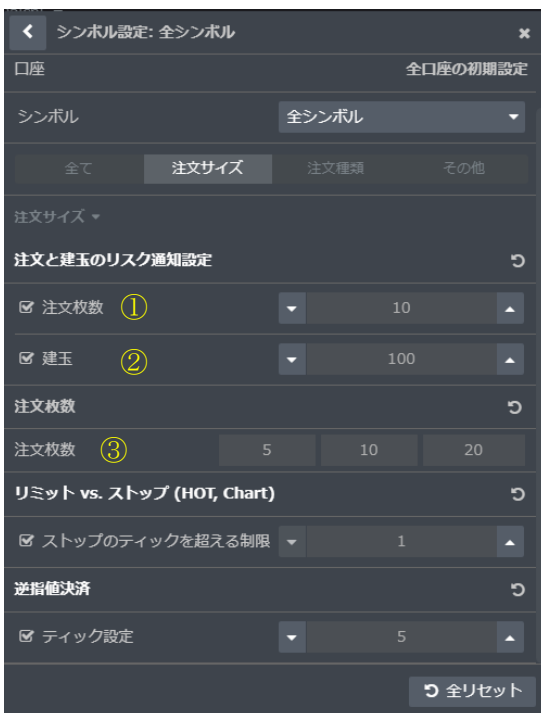 シンボル設定: 全シンボル
口座 全口座の初期設定
シンボル 全シンボル
全て 注文サイズ 注文種類 その他
注文サイズ
注文と建玉のリスク通知設定
注文枚数 ① 10
建玉 ② 100
注文枚数
注文枚数 ③ 5 10 20
リミット vs. ストップ (HOT, Chart)
ストップのティックを超える制限 1
逆指値決済
ティック設定 5
全リセット